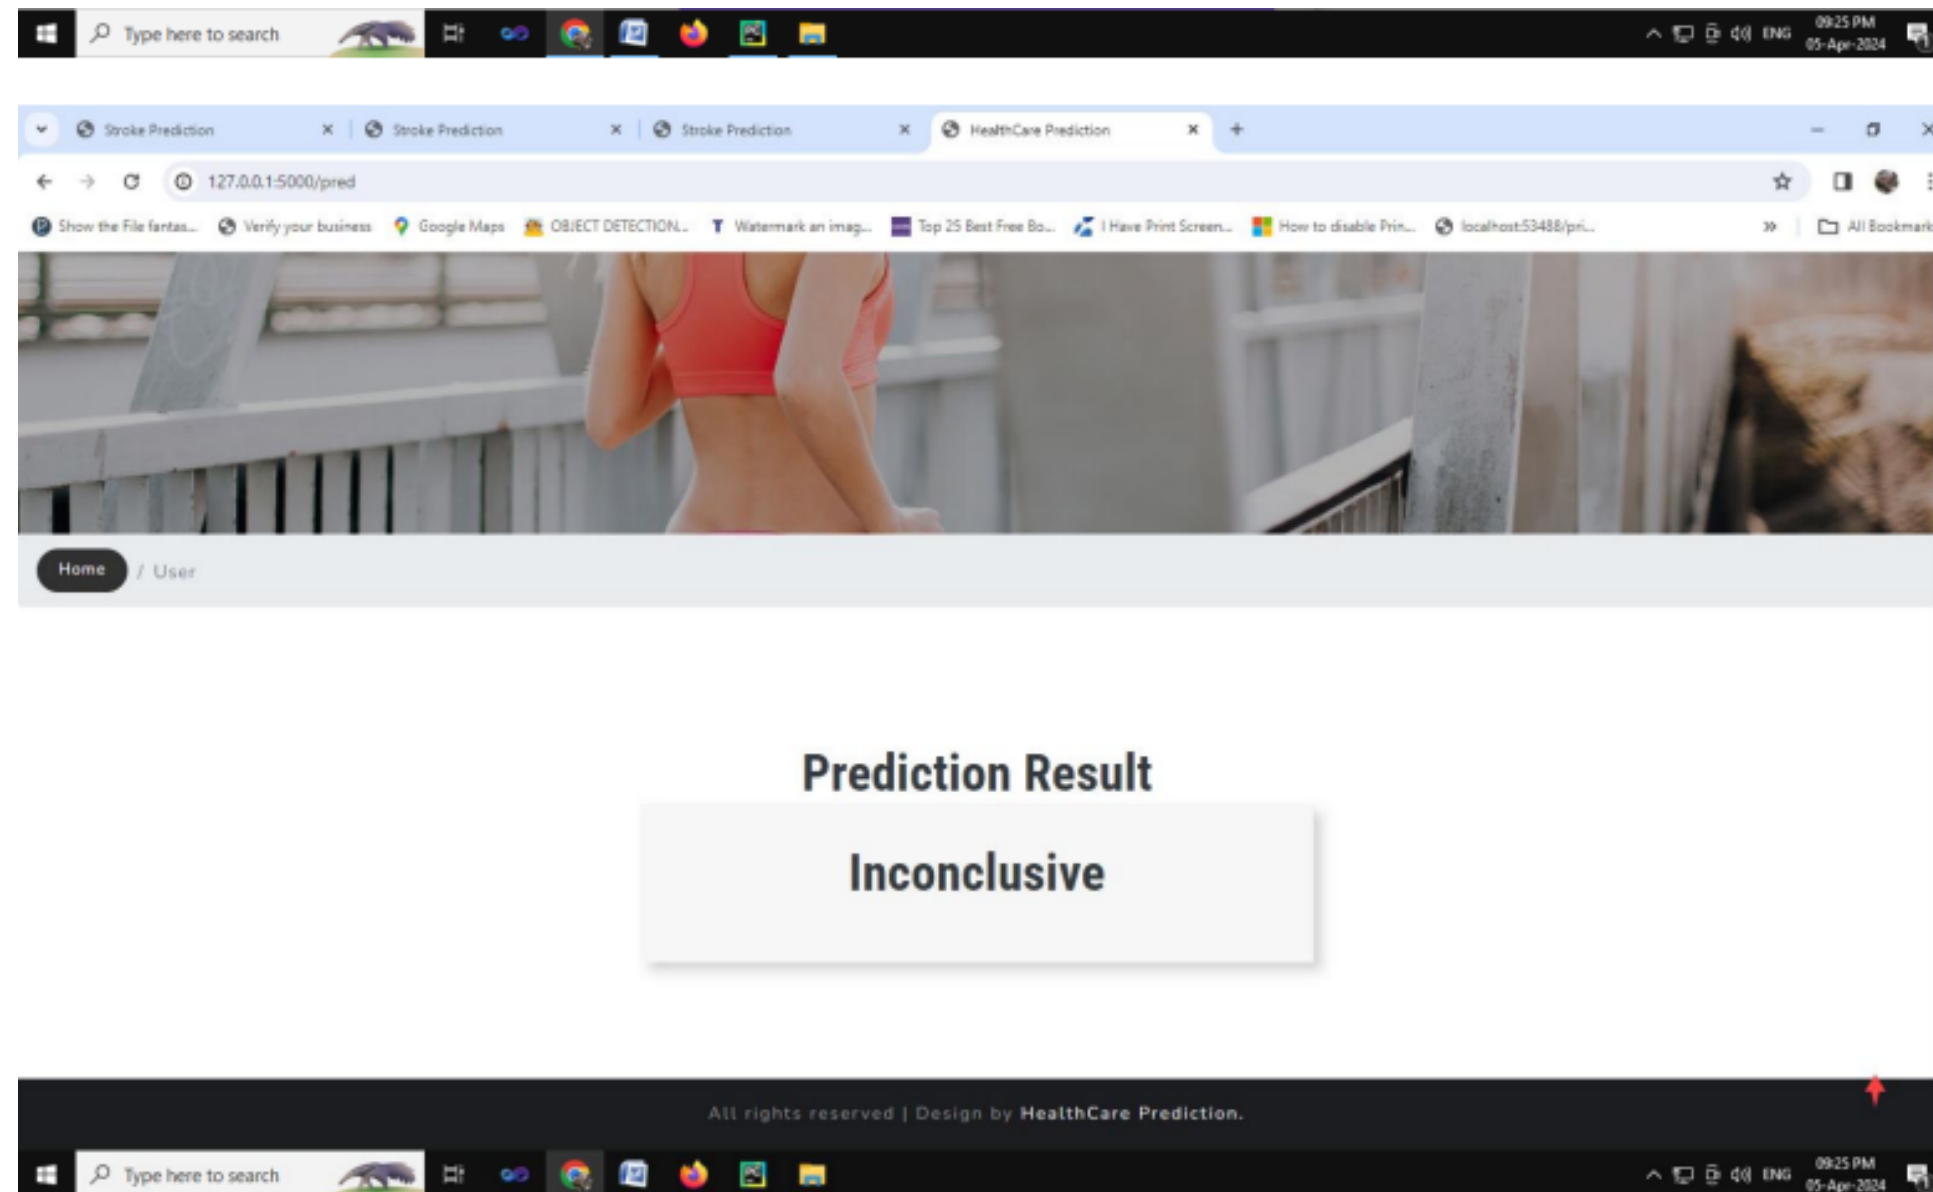 Type here to search
ENG
09:25 PM
05-Apr-2024
Stroke Prediction
Stroke Prediction
Stroke Prediction
HealthCare Prediction
127.0.0.1:5000/pred
Show the File fantas...
Verify your business
Google Maps
OBJECT DETECTION...
Watermark an imag...
Top 25 Best Free Bo...
I Have Print Screen...
How to disable Prin...
localhost:53488/pri...
All Bookmark
Home / User
Prediction Result
Inconclusive
All rights reserved | Design by HealthCare Prediction.
Type here to search
ENG
09:25 PM
05-Apr-2024